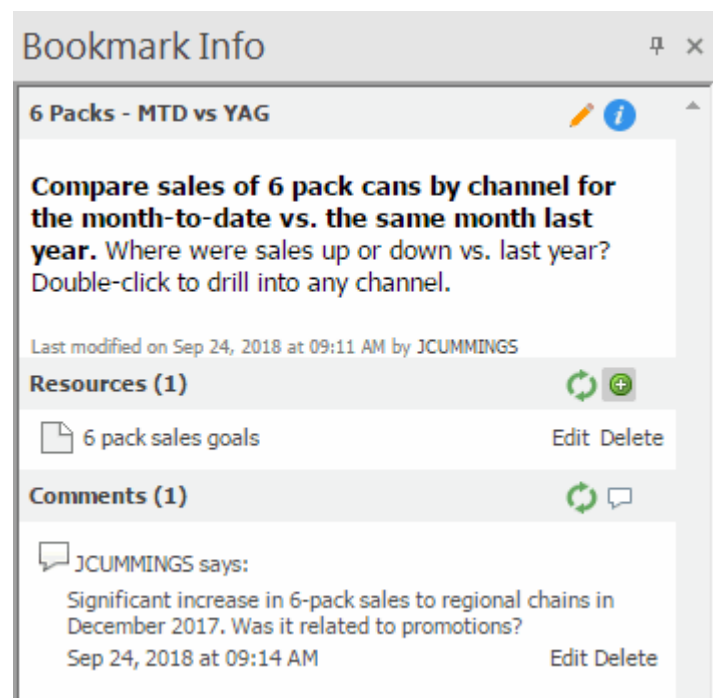 Bookmark Info
6 Packs - MTD vs YAG
Compare sales of 6 pack cans by channel for
the month-to-date vs. the same month last
year. Where were sales up or down vs. last year?
Double-click to drill into any channel.
Last modified on Sep 24, 2018 at 09:11 AM by JCUMMINGS
Resources (1)
6 pack sales goals Edit Delete
Comments (1)
JCUMMINGS says:
Significant increase in 6-pack sales to regional chains in
December 2017. Was it related to promotions?
Sep 24, 2018 at 09:14 AM Edit Delete